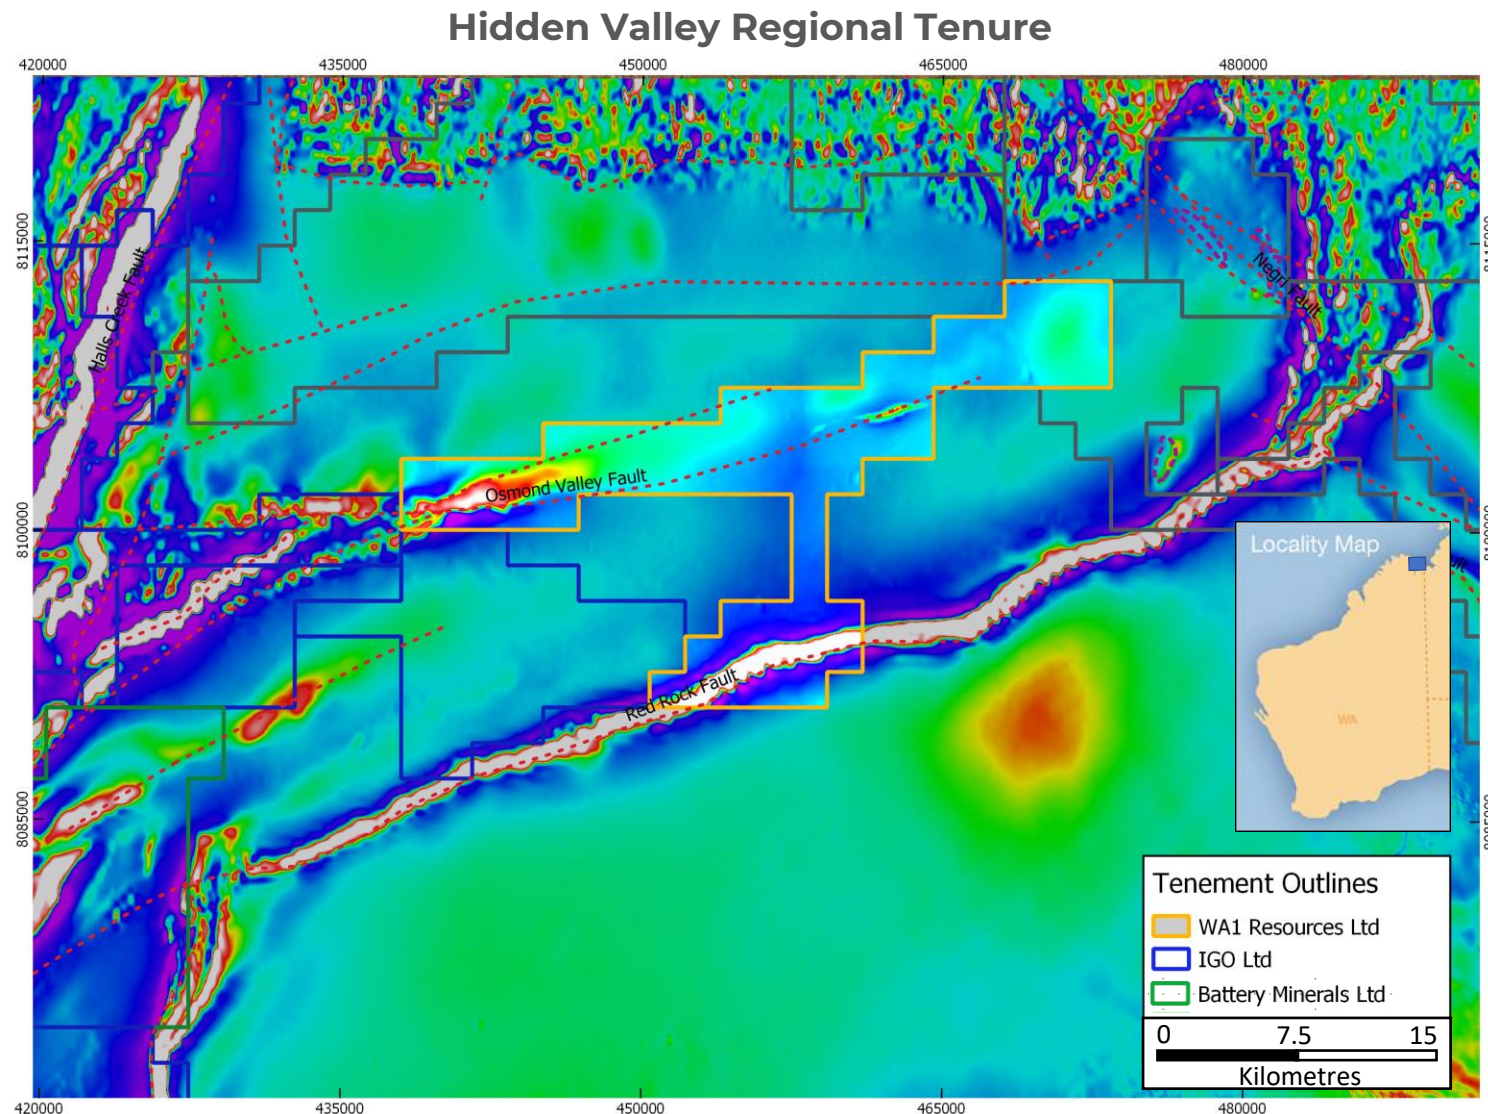 Hidden Valley Regional Tenure
420000 435000 450000 465000 480000
8115000
8115000
Halls Creek Fault
Negri Fault
Osmond Valley Fault
8100000
Locality Map
WA
Red Rock Fault
8085000
Tenement Outlines
WA1 Resources Ltd
IGO Ltd
Battery Minerals Ltd
0 7.5 15
Kilometres
420000 435000 450000 465000 480000